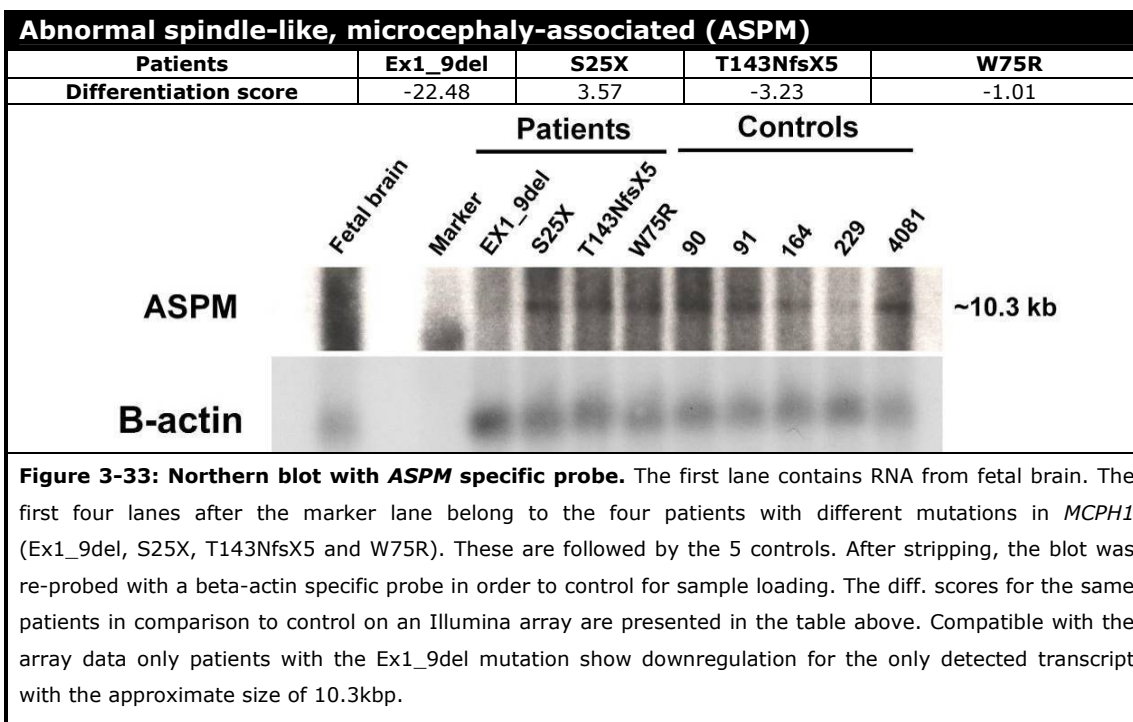 Abnormal spindle-like, microcephaly-associated (ASPM)
Patients Ex1_9del S25X T143NfsX5 W75R
Differentiation score -22.48 3.57 -3.23 -1.01
Patients Controls
Fetal brain Marker EX1_9del S25X T143NfsX5 W75R 90 91 164 229 4081
ASPM ~10.3 kb
B-actin
Figure 3-33: Northern blot with ASPM specific probe. The first lane contains RNA from fetal brain. The
first four lanes after the marker lane belong to the four patients with different mutations in MCPH1
(Ex1_9del, S25X, T143NfsX5 and W75R). These are followed by the 5 controls. After stripping, the blot was
re-probed with a beta-actin specific probe in order to control for sample loading. The diff. scores for the same
patients in comparison to control on an Illumina array are presented in the table above. Compatible with the
array data only patients with the Ex1_9del mutation show downregulation for the only detected transcript
with the approximate size of 10.3kbp.